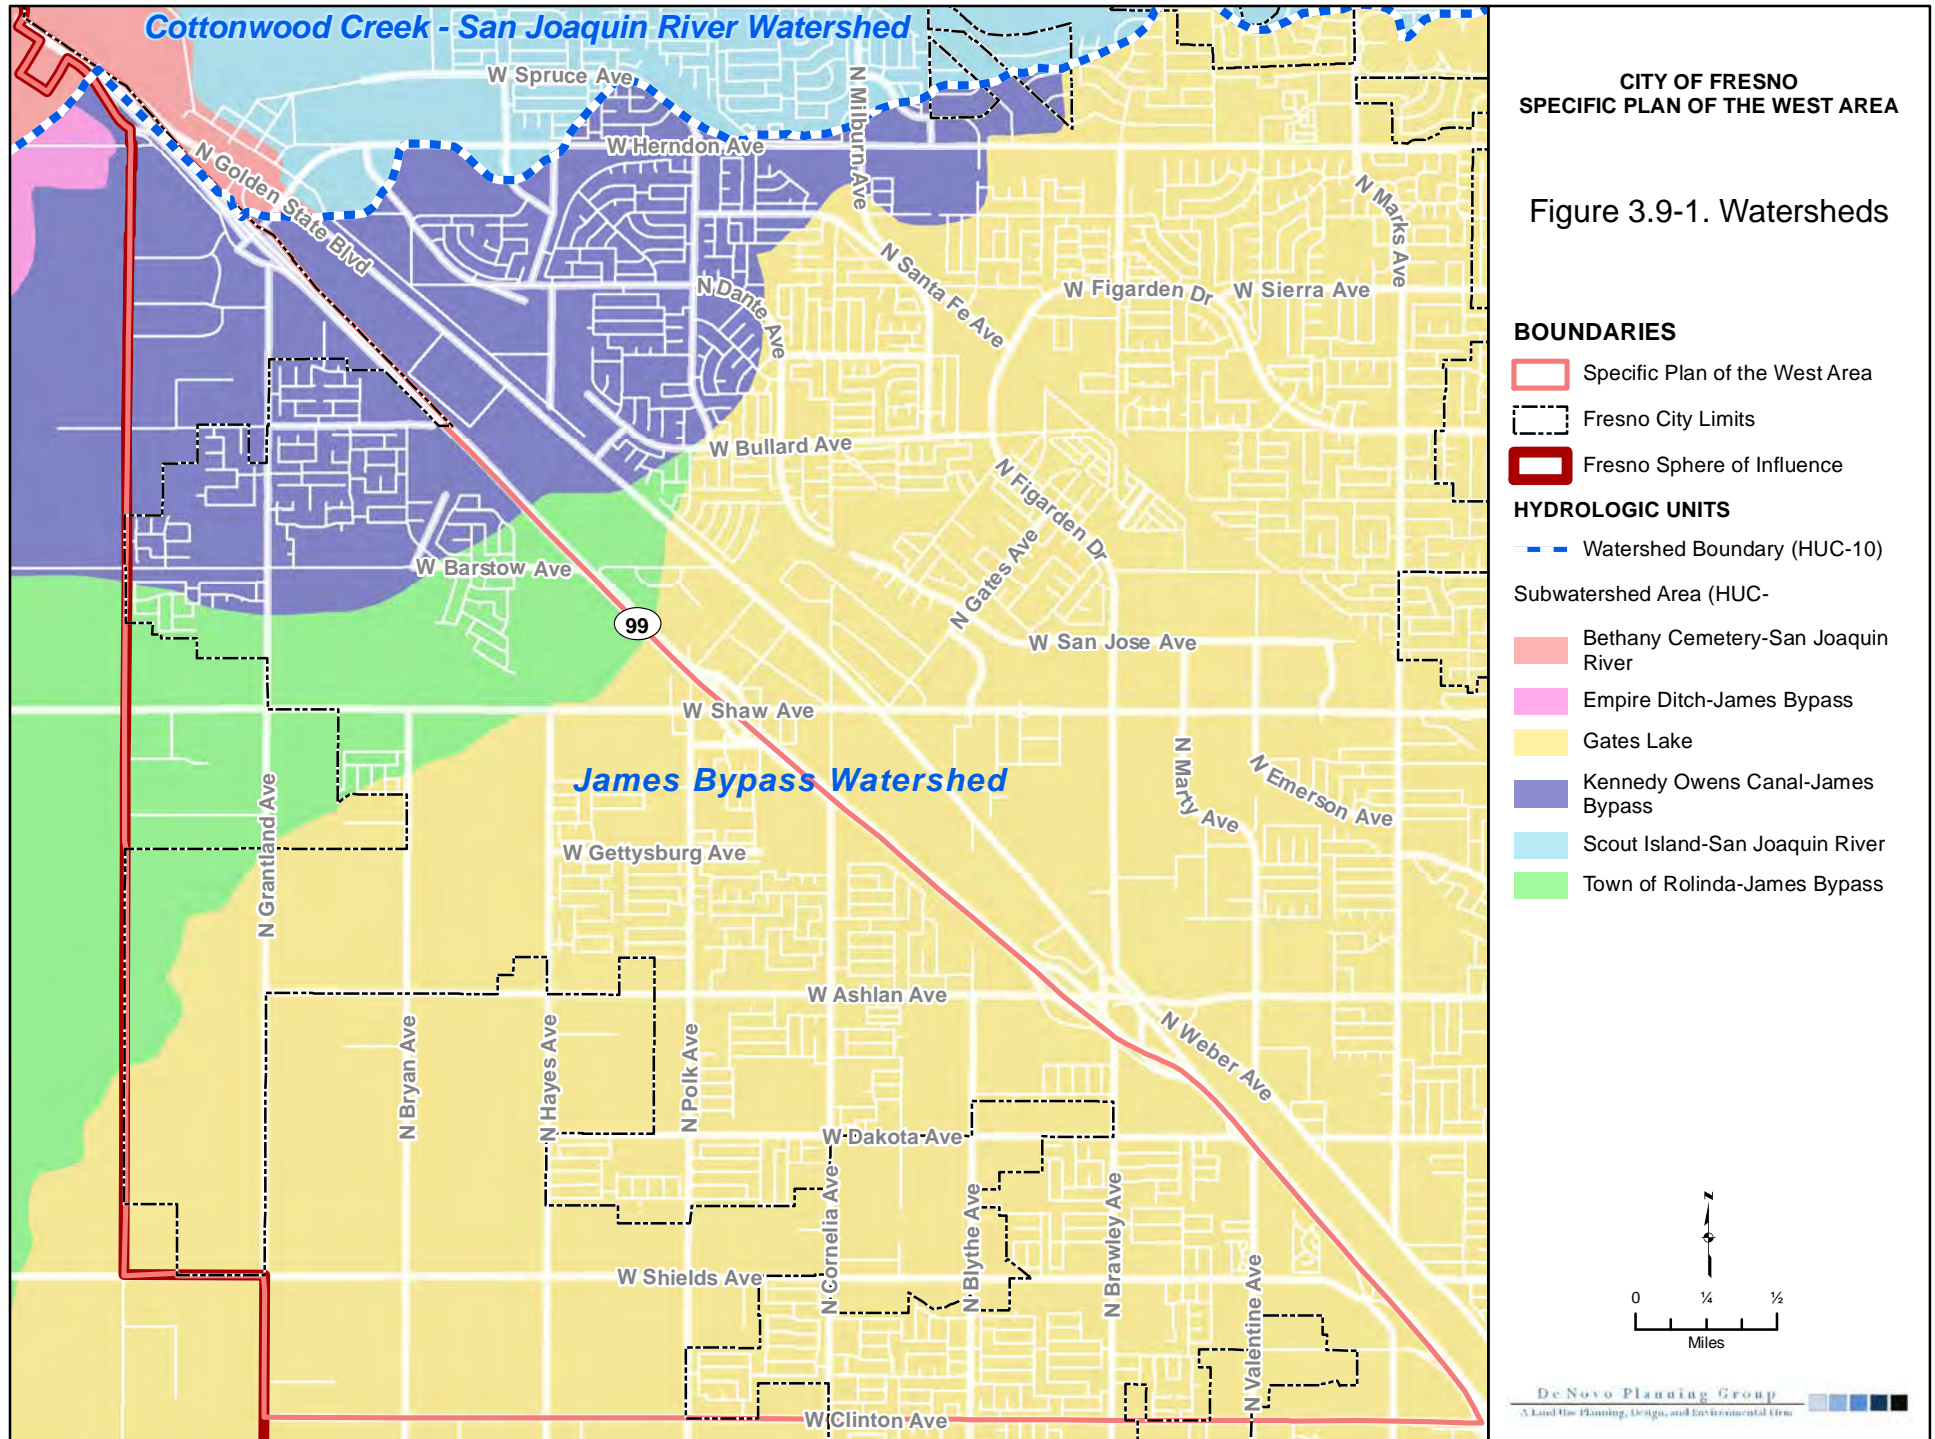 Cottonwood Creek - San Joaquin River Watershed
W Spruce Ave
N Milburn Ave
W Herndon Ave
N Golden State Blvd
N Marks Ave
N Santa Fe Ave
N Dante Ave
W Figarden Dr
W Sierra Ave
W Bullard Ave
N Figarden Dr
N Gates Ave
W Barstow Ave
99
W San Jose Ave
W Shaw Ave
James Bypass Watershed
N Marty Ave
N Emerson Ave
N Grantland Ave
W Gettysburg Ave
W Ashlan Ave
N Bryan Ave
N Hayes Ave
N Polk Ave
N Weber Ave
W Dakota Ave
N Cornelia Ave
N Blythe Ave
N Brawley Ave
W Shields Ave
N Valentine Ave
W Clinton Ave
CITY OF FRESNO
SPECIFIC PLAN OF THE WEST AREA
Figure 3.9-1. Watersheds
BOUNDARIES
Specific Plan of the West Area
Fresno City Limits
Fresno Sphere of Influence
HYDROLOGIC UNITS
Watershed Boundary (HUC-10)
Subwatershed Area (HUC-
Bethany Cemetery-San Joaquin
River
Empire Ditch-James Bypass
Gates Lake
Kennedy Owens Canal-James
Bypass
Scout Island-San Joaquin River
Town of Rolinda-James Bypass
N
0 ¼ ½
Miles
De Novo Planning Group
A Land Use Planning, Design, and Environmental Firm